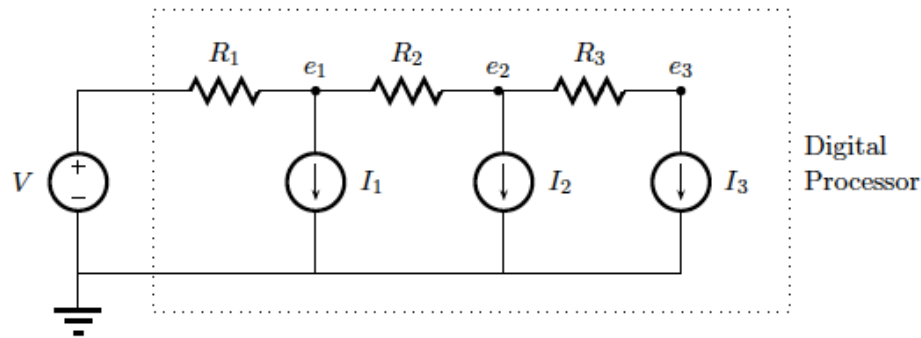 R₁
R₂
R₃
e₁
e₂
e₃
V
+
−
I₁
I₂
I₃
Digital
Processor